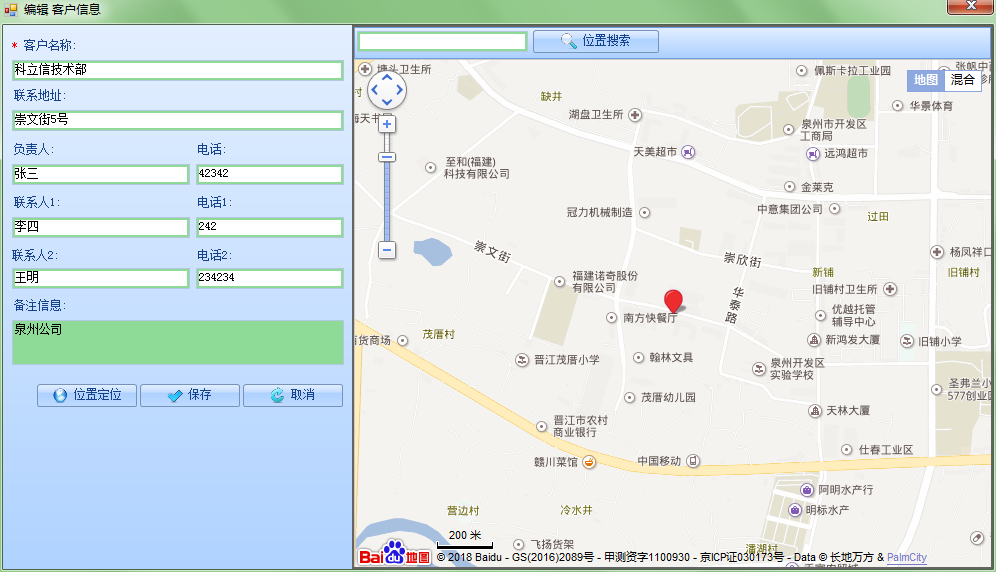 编辑 客户信息
* 客户名称:
科立信技术部
联系地址:
崇文街5号
负责人:
电话:
张三
42342
联系人1:
电话1:
李四
242
联系人2:
电话2:
王明
234234
备注信息:
泉州公司
位置定位
保存
取消
位置搜索
地图
混合
塘头卫生所
缺井
佩斯卡拉工业园
湖盘卫生所
华景体育
泉州市开发区
工商局
天美超市
远鸿超市
至和(福建)
科技有限公司
金莱克
冠力机械制造
中意集团公司
过田
崇文街
崇欣街
杨凤祥口
新铺
旧铺村
福建诺奇股份
有限公司
旧铺村卫生所
华泰路
南方快餐厅
优越托管
辅导中心
茂厝村
百货商场
新鸿发大厦
旧铺小学
晋江茂厝小学
翰林文具
泉州开发区
实验学校
圣弗兰小
577创业园
茂厝幼儿园
天林大厦
晋江市农村
商业银行
仕春工业区
赣川菜馆
中国移动
阿明水产行
营边村
冷水井
明标水产
200 米
飞扬货架
潘湖村
Bai du 地图
© 2018 Baidu - GS(2016)2089号 - 甲测资字1100930 - 京ICP证030173号 - Data © 长地万方 & PalmCity